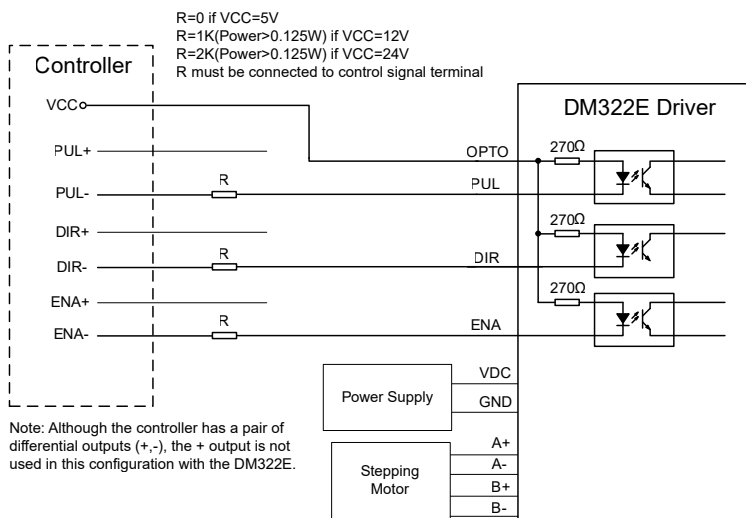 R=0 if VCC=5V
R=1K(Power>0.125W) if VCC=12V
R=2K(Power>0.125W) if VCC=24V
R must be connected to control signal terminal
Controller
DM322E Driver
VCC
PUL+
OPTO
270Ω
PUL-
R
PUL
DIR+
270Ω
DIR-
R
DIR
ENA+
270Ω
ENA-
R
ENA
Power Supply
VDC
GND
Note: Although the controller has a pair of
differential outputs (+,-), the + output is not
used in this configuration with the DM322E.
Stepping
Motor
A+
A-
B+
B-